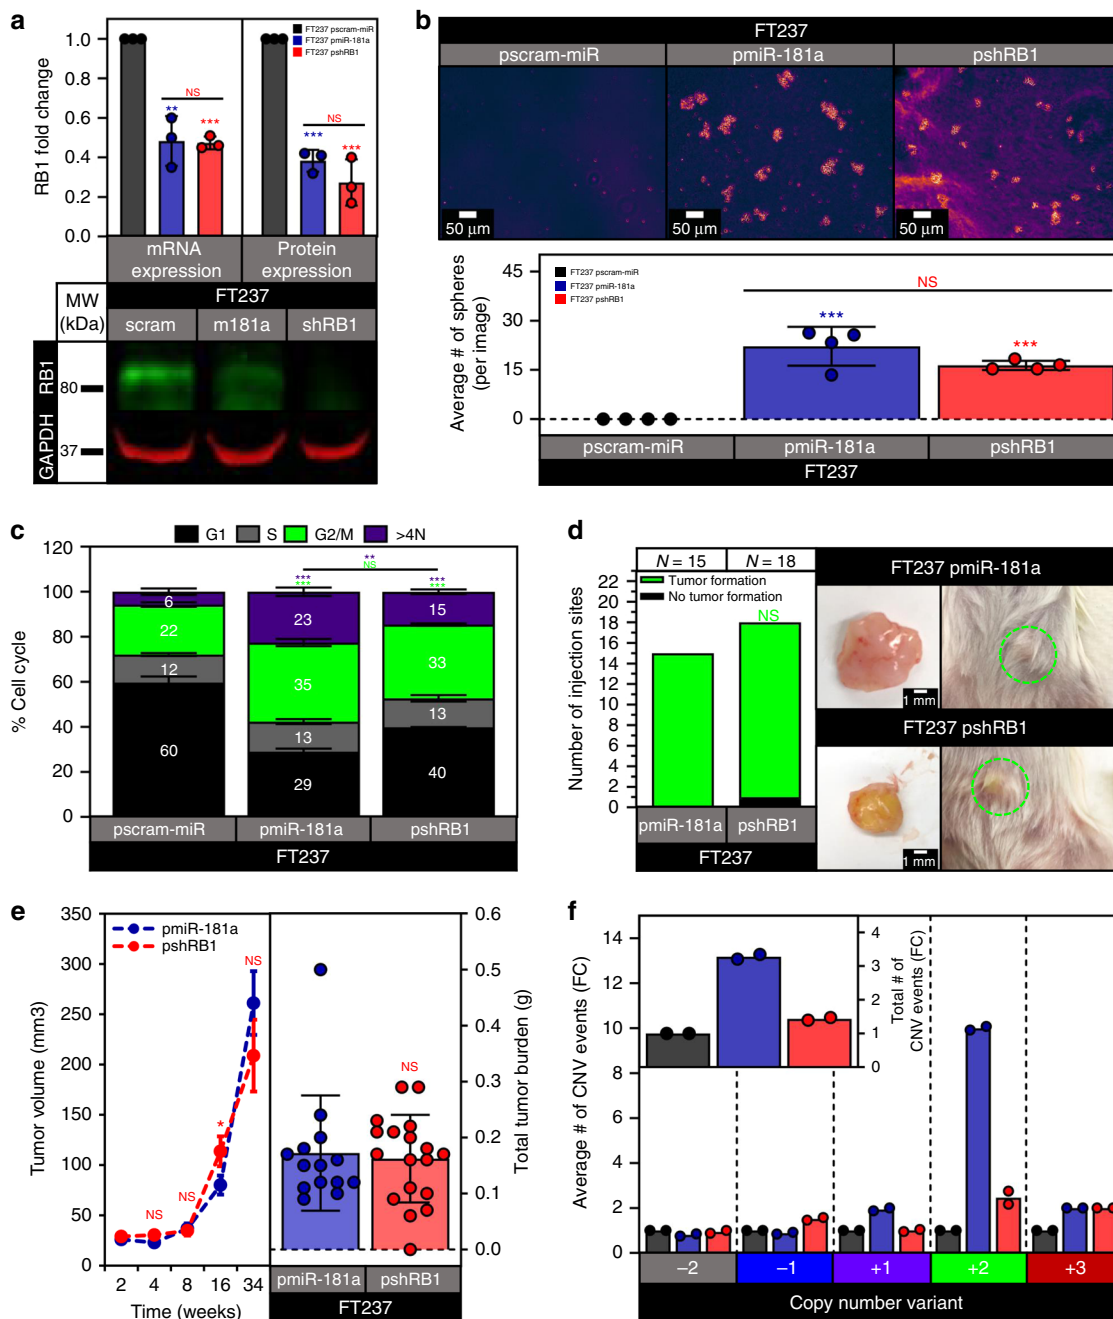 a
FT237 pscram-miR
FT237 pmiR-181a
FT237 pshRB1
RB1 fold change
1.0
0.8
0.6
0.4
0.2
0.0
NS
**
***
NS
***
***
mRNA expression
Protein expression
FT237
MW (kDa)
scram
m181a
shRB1
RB1
80
GAPDH
37
b
FT237
pscram-miR
pmiR-181a
pshRB1
50 µm
50 µm
50 µm
Average # of spheres (per image)
45
30
15
0
FT237 pscram-miR
FT237 pmiR-181a
FT237 pshRB1
NS
***
***
pscram-miR
pmiR-181a
pshRB1
FT237
c
G1
S
G2/M
>4N
% Cell cycle
120
100
80
60
40
20
0
**
NS
***
***
***
***
6
22
12
60
23
35
13
29
15
33
13
40
pscram-miR
pmiR-181a
pshRB1
FT237
d
N = 15
N = 18
Tumor formation
No tumor formation
Number of injection sites
22
20
18
16
14
12
10
8
6
4
2
0
NS
pmiR-181a
pshRB1
FT237
FT237 pmiR-181a
1 mm
FT237 pshRB1
1 mm
e
Tumor volume (mm3)
350
300
250
200
150
100
50
0
pmiR-181a
pshRB1
NS
NS
*
NS
2
4
8
16
34
Time (weeks)
NS
0.6
0.5
0.4
0.3
0.2
0.1
0.0
Total tumor burden (g)
pmiR-181a
pshRB1
FT237
f
Average # of CNV events (FC)
14
12
10
8
6
4
2
0
4
3
2
1
0
Total # of CNV events (FC)
−2
−1
+1
+2
+3
Copy number variant